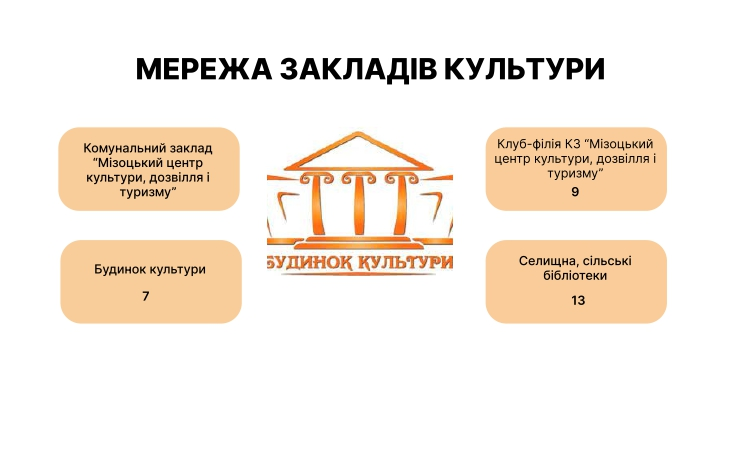 МЕРЕЖА ЗАКЛАДІВ КУЛЬТУРИ
Комунальний заклад
“Мізоцький центр
культури, дозвілля і
туризму”
Будинок культури
7
БУДИНОК КУЛЬТУРИ
Клуб-філія КЗ “Мізоцький
центр культури, дозвілля і
туризму”
9
Селищна, сільські
бібліотеки
13